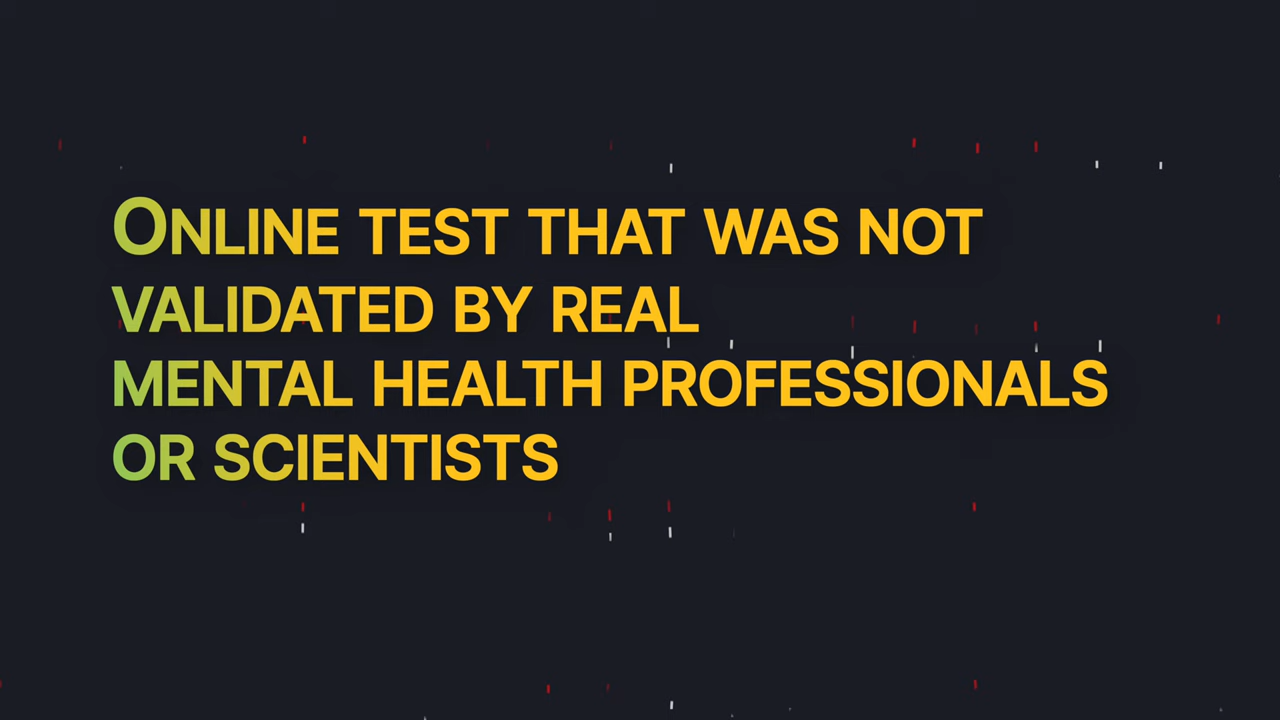 Online test that was not
validated by real
mental health professionals
or scientists